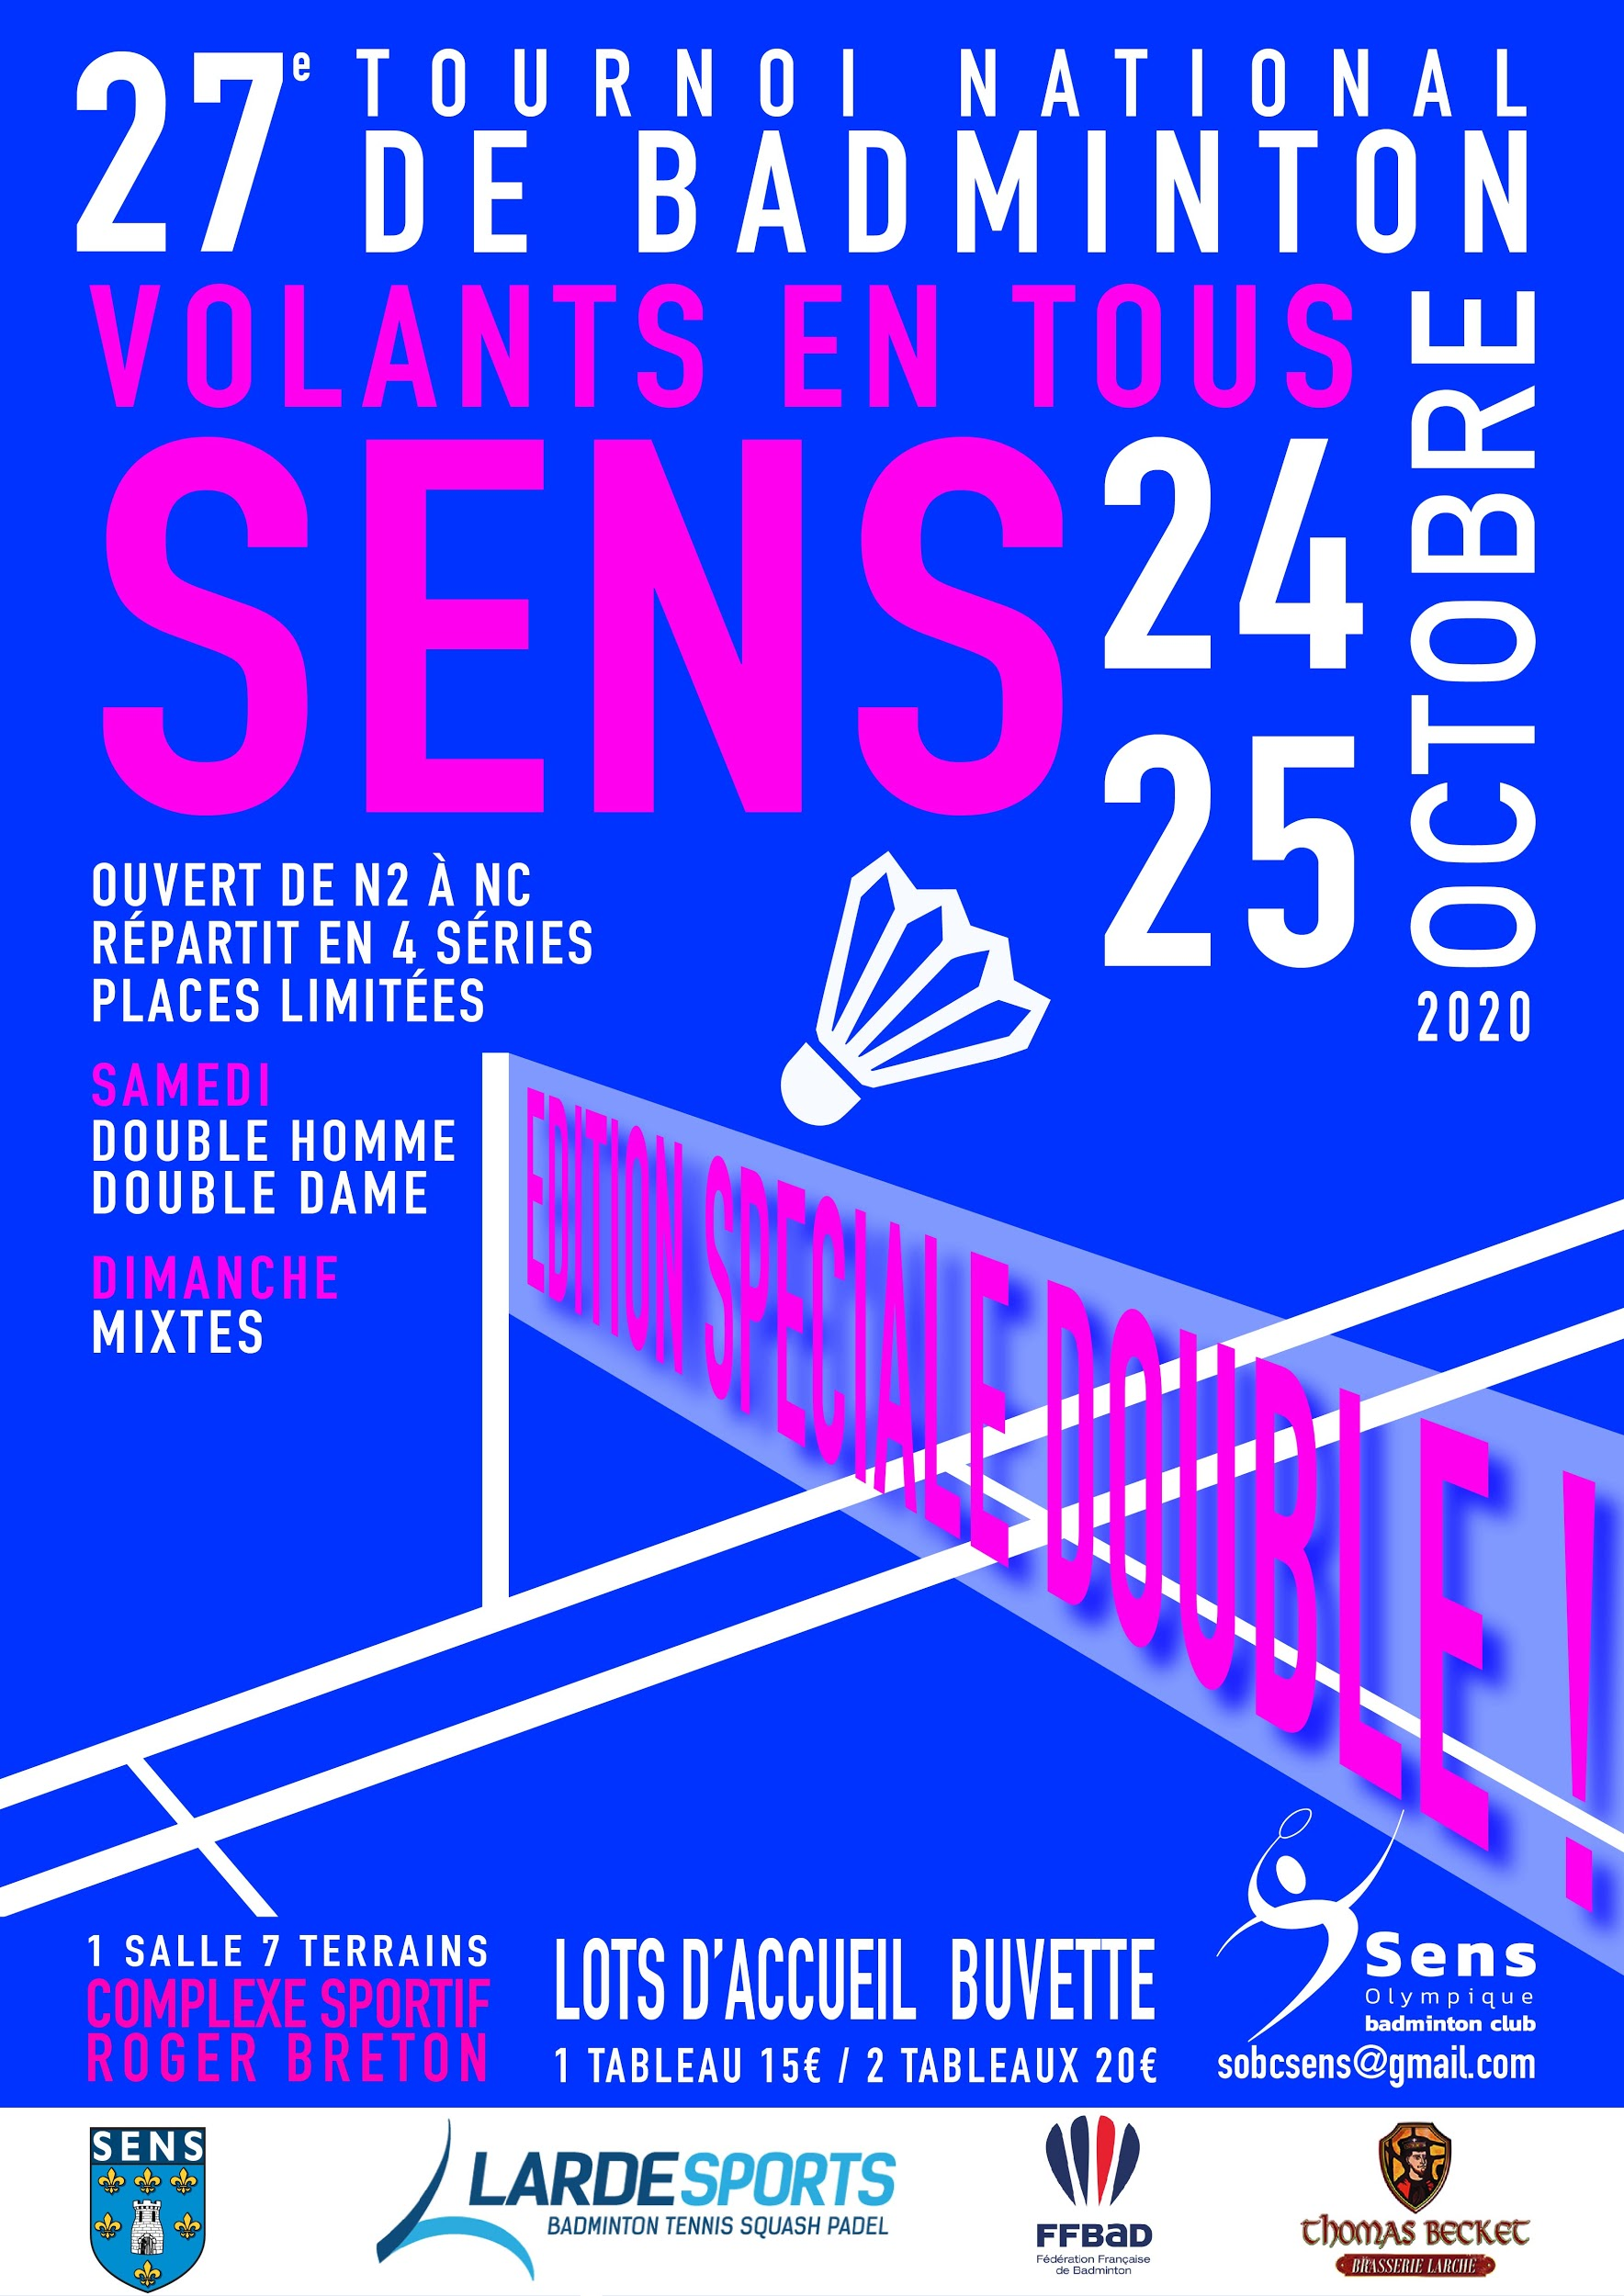 27e TOURNOI NATIONAL
DE BADMINTON
VOLANTS EN TOUS
SENS
24
25
OCTOBRE
2020
OUVERT DE N2 À NC
RÉPARTIT EN 4 SÉRIES
PLACES LIMITÉES
SAMEDI
DOUBLE HOMME
DOUBLE DAME
DIMANCHE
MIXTES
EDITION SPECIALE DOUBLE !
1 SALLE 7 TERRAINS
COMPLEXE SPORTIF
ROGER BRETON
LOTS D'ACCUEIL BUVETTE
1 TABLEAU 15€ / 2 TABLEAUX 20€
Sens
Olympique
badminton club
sobcsens@gmail.com
SENS
LARDESPORTS
BADMINTON TENNIS SQUASH PADEL
FFBaD
Fédération Française
de Badminton
THOMAS BECKET
BRASSERIE LARCHE